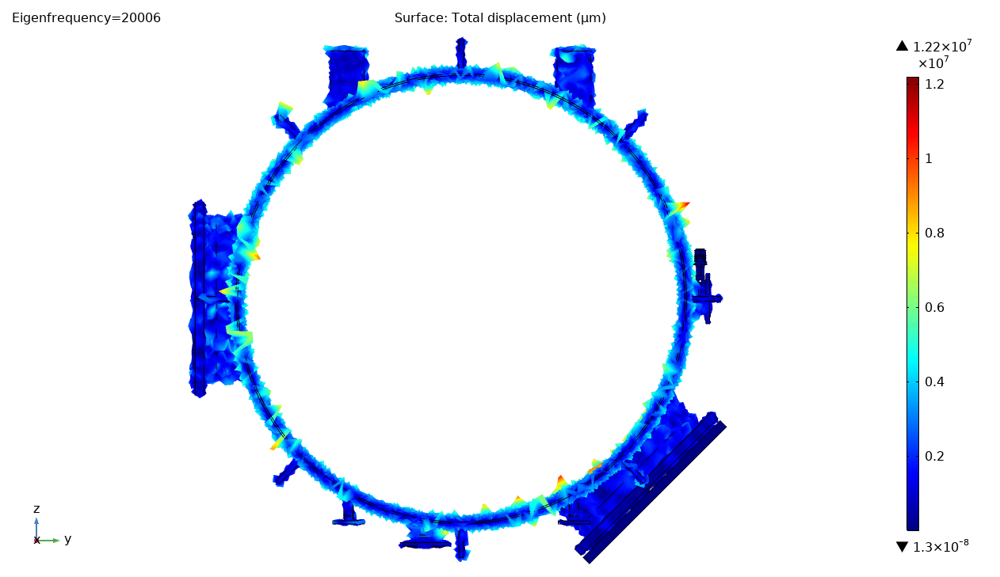 Eigenfrequency=20006
Surface: Total displacement (µm)
▲ 1.22×10⁷
×10⁷
1.2
1
0.8
0.6
0.4
0.2
▼ 1.3×10⁻⁸
z
x
y